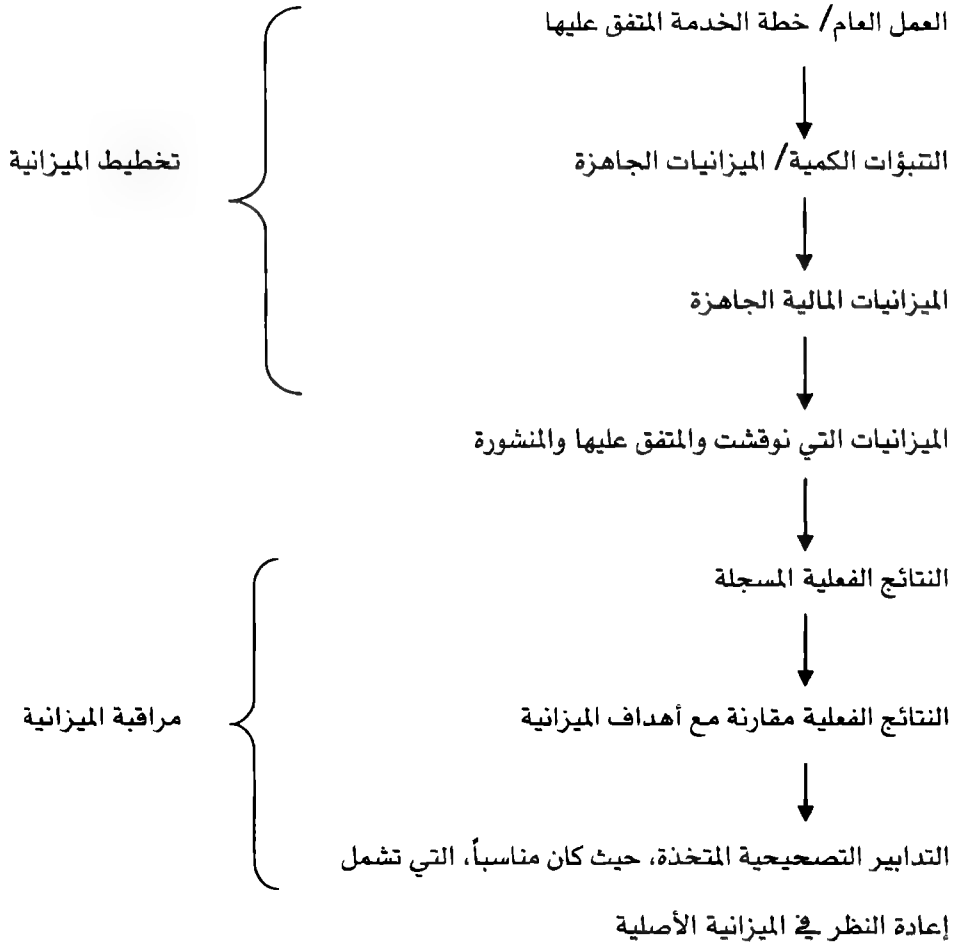 العمل العام/ خطة الخدمة المتفق عليها
التنبؤات الكمية/ الميزانيات الجاهزة
تخطيط الميزانية
الميزانيات المالية الجاهزة
الميزانيات التي نوقشت والمتفق عليها والمنشورة
النتائج الفعلية المسجلة
النتائج الفعلية مقارنة مع أهداف الميزانية
مراقبة الميزانية
التدابير التصحيحية المتخذة، حيث كان مناسباً، التي تشمل
إعادة النظر في الميزانية الأصلية